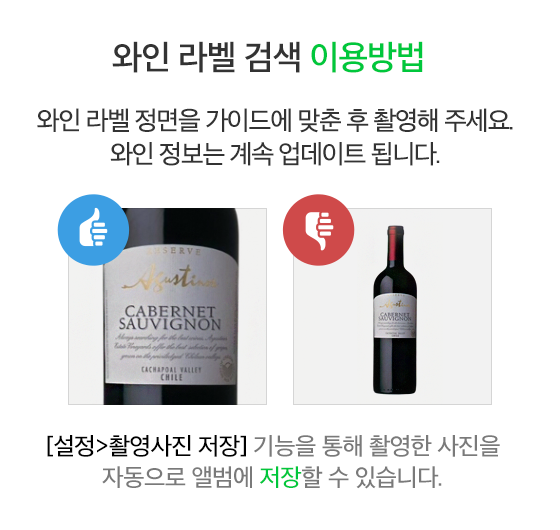 와인 라벨 검색 이용방법
와인 라벨 정면을 가이드에 맞춘 후 촬영해 주세요.
와인 정보는 계속 업데이트 됩니다.
RESERVE
Agustinos
CABERNET
SAUVIGNON
CACHAPOAL VALLEY
CHILE
CABERNET
SAUVIGNON
[설정>촬영사진 저장] 기능을 통해 촬영한 사진을
자동으로 앨범에 저장할 수 있습니다.